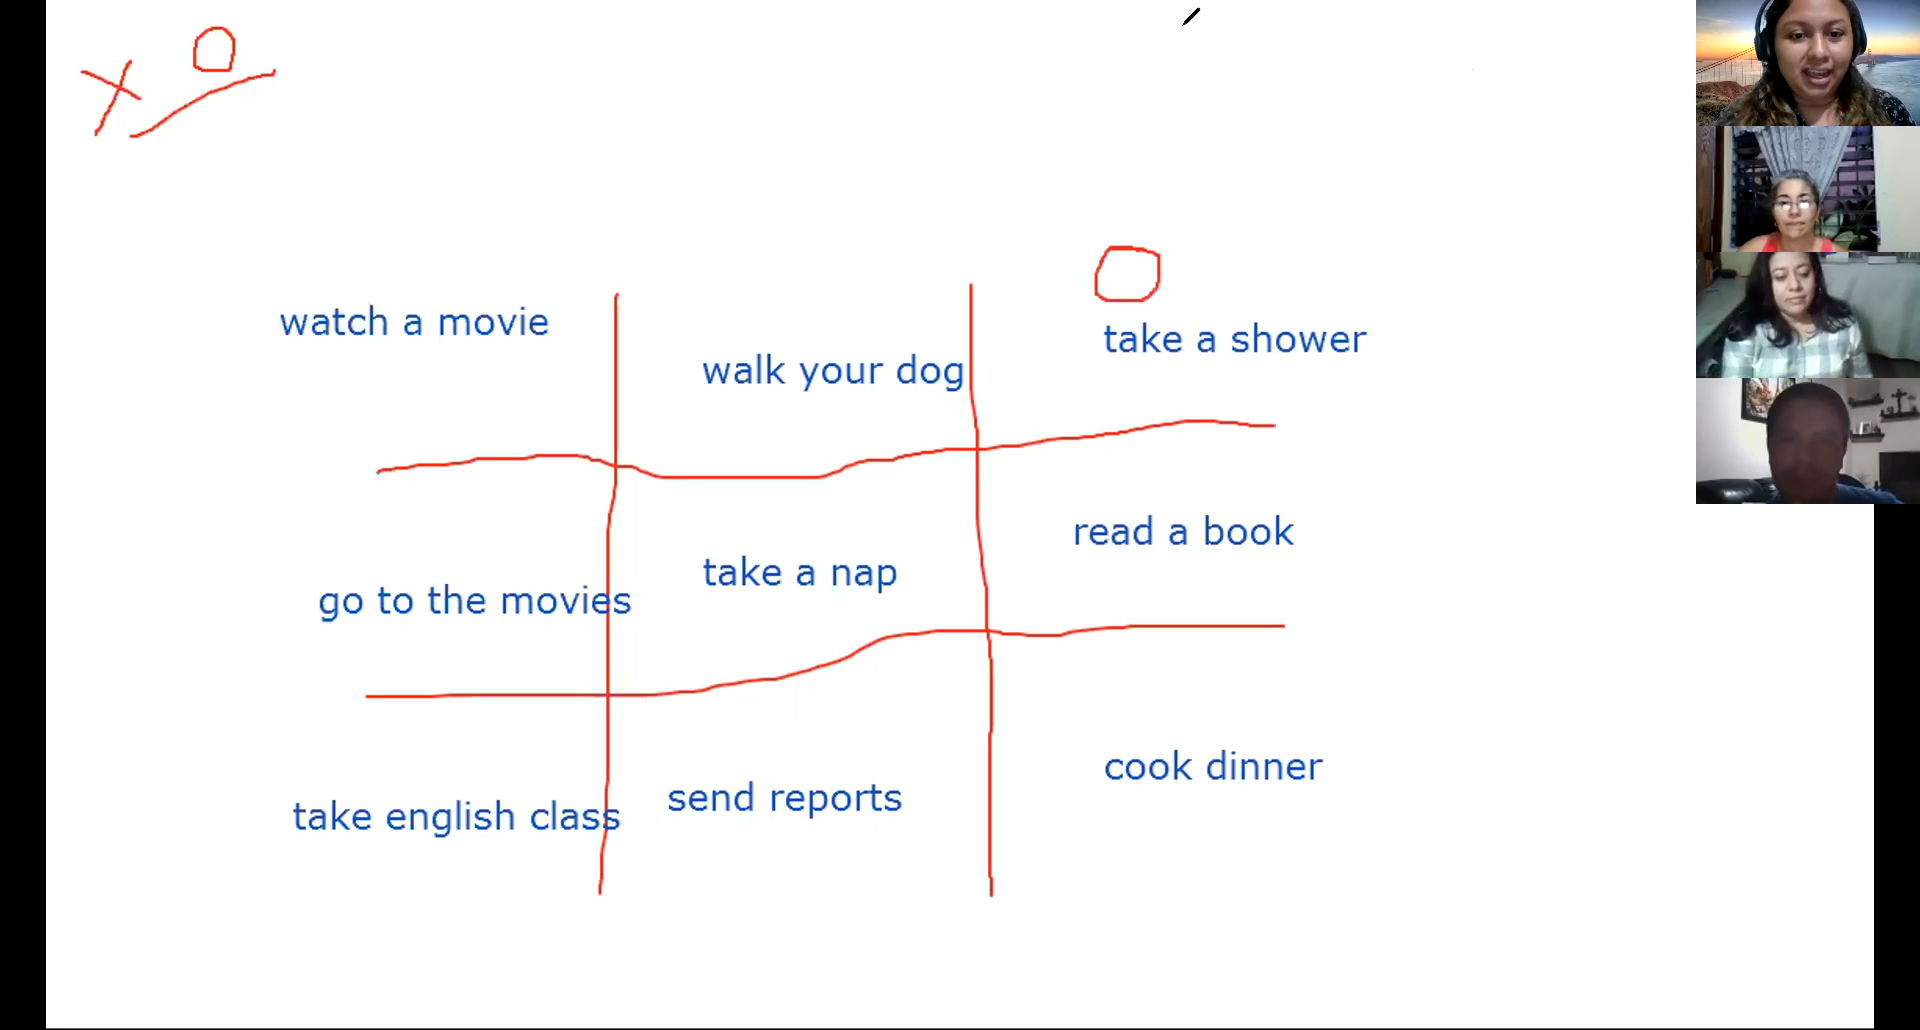 X O
O
watch a movie
walk your dog
take a shower
go to the movies
take a nap
read a book
take english class
send reports
cook dinner